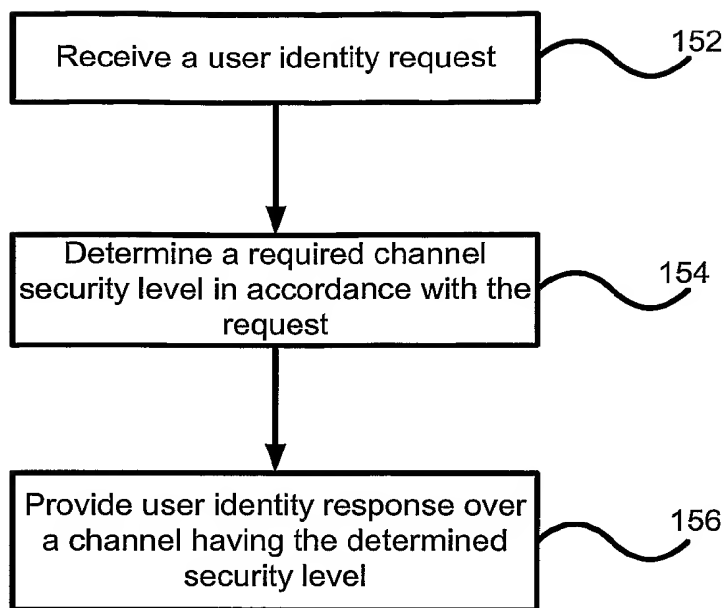 Receive a user identity request
152
Determine a required channel
security level in accordance with the
request
154
Provide user identity response over
a channel having the determined
security level
156